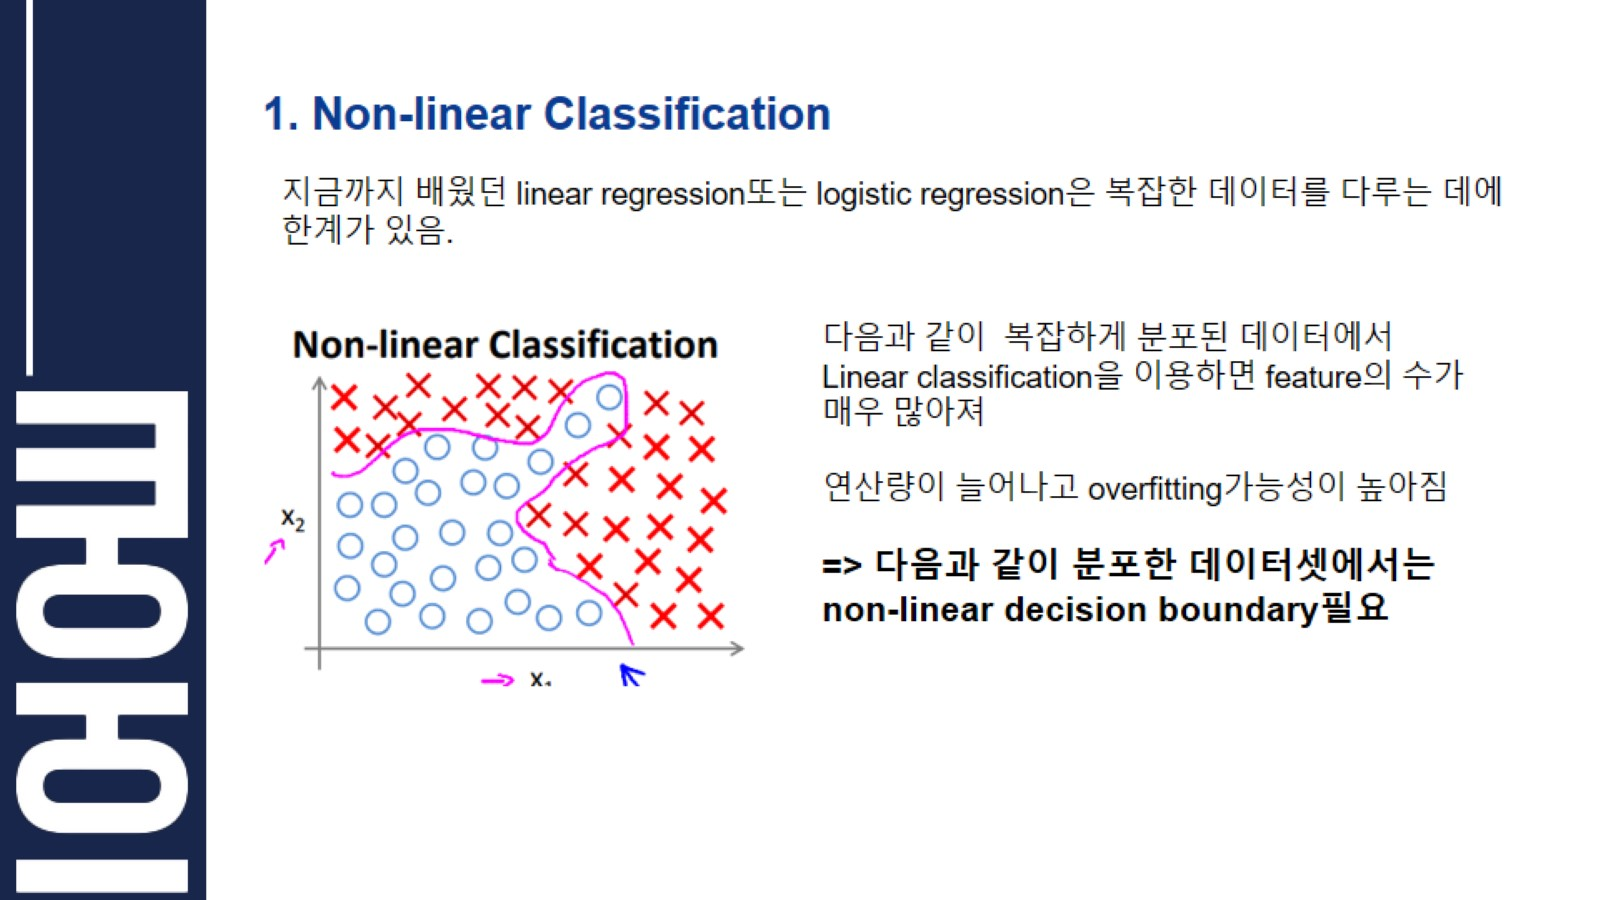 1. Non-linear Classification
지금까지 배웠던 linear regression또는 logistic regression은 복잡한 데이터를 다루는 데에
한계가 있음.
Non-linear Classification
x2
x1
다음과 같이 복잡하게 분포된 데이터에서
Linear classification을 이용하면 feature의 수가
매우 많아져
연산량이 늘어나고 overfitting가능성이 높아짐
=> 다음과 같이 분포한 데이터셋에서는
non-linear decision boundary필요